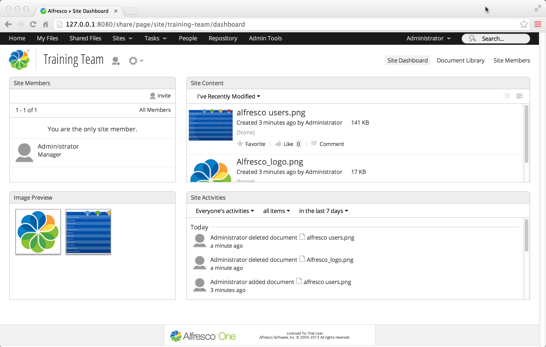 Alfresco » Site Dashboard
127.0.0.1:8080/share/page/site/training-team/dashboard
Home My Files Shared Files Sites Tasks People Repository Admin Tools Administrator Search...
Training Team
Site Dashboard Document Library Site Members
Site Members
Invite
1 - 1 of 1 All Members
You are the only site member.
Administrator
Manager
Site Content
I've Recently Modified
alfresco users.png
Created 3 minutes ago by Administrator 141 KB
(None)
Favorite Like 0 Comment
Alfresco_logo.png
Created 3 minutes ago by Administrator 17 KB
Image Preview
Site Activities
Everyone's activities all items in the last 7 days
Today
Administrator deleted document alfresco users.png
a minute ago
Administrator deleted document Alfresco_logo.png
a minute ago
Administrator added document alfresco users.png
3 minutes ago
Alfresco One
Licensed To: Trial User
Alfresco Software, Inc. © 2005-2013 All rights reserved.